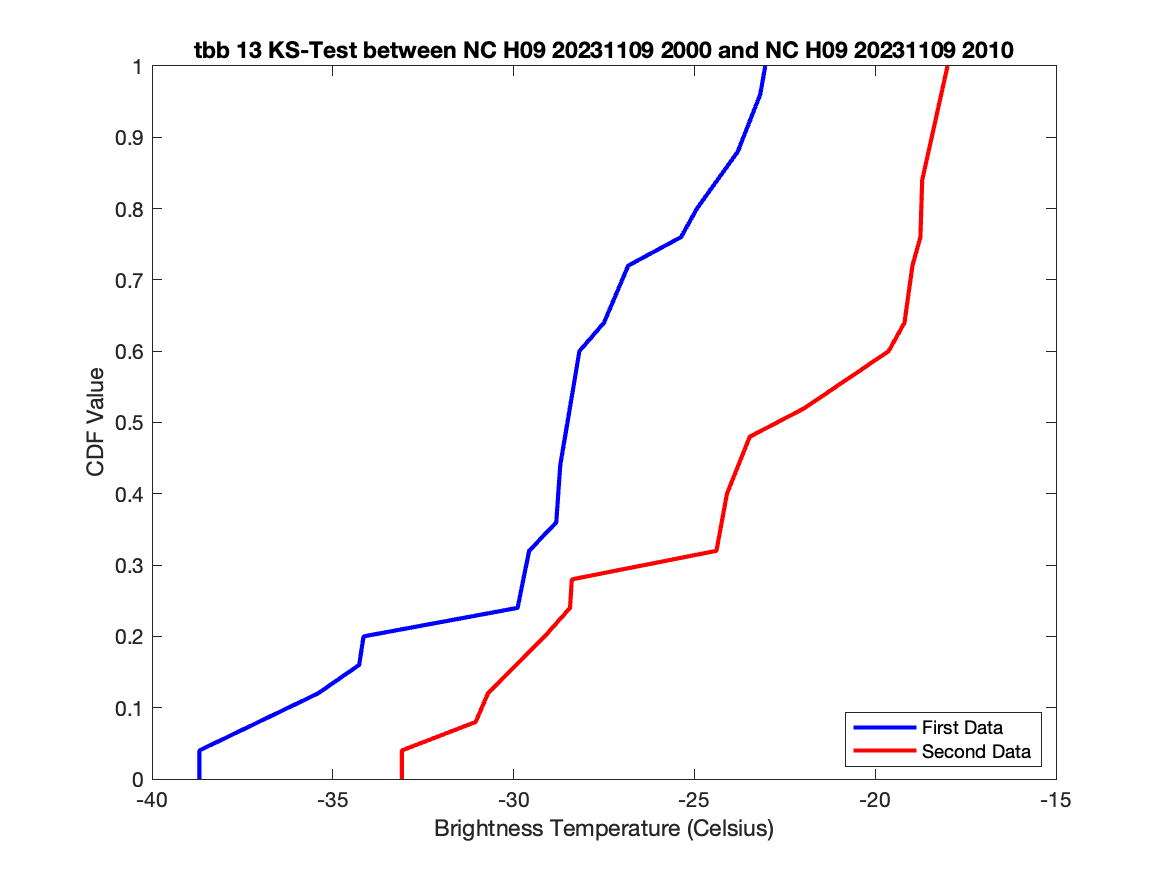 tbb 13 KS-Test between NC H09 20231109 2000 and NC H09 20231109 2010
1
0.9
0.8
0.7
0.6
0.5
0.4
0.3
0.2
0.1
0
CDF Value
First Data
Second Data
-40 -35 -30 -25 -20 -15
Brightness Temperature (Celsius)